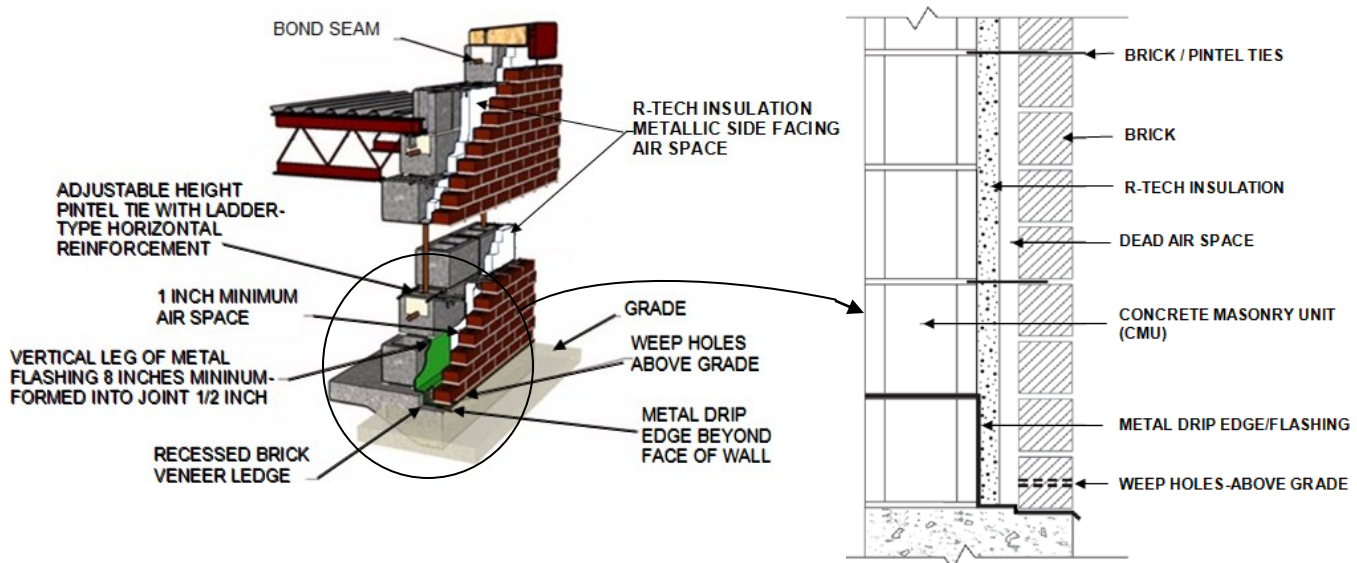 BOND SEAM
R-TECH INSULATION
METALLIC SIDE FACING
AIR SPACE
ADJUSTABLE HEIGHT
PINTEL TIE WITH LADDER-
TYPE HORIZONTAL
REINFORCEMENT
1 INCH MINIMUM
AIR SPACE
VERTICAL LEG OF METAL
FLASHING 8 INCHES MININUM-
FORMED INTO JOINT 1/2 INCH
RECESSED BRICK
VENEER LEDGE
GRADE
WEEP HOLES
ABOVE GRADE
METAL DRIP
EDGE BEYOND
FACE OF WALL
BRICK / PINTEL TIES
BRICK
R-TECH INSULATION
DEAD AIR SPACE
CONCRETE MASONRY UNIT
(CMU)
METAL DRIP EDGE/FLASHING
WEEP HOLES-ABOVE GRADE